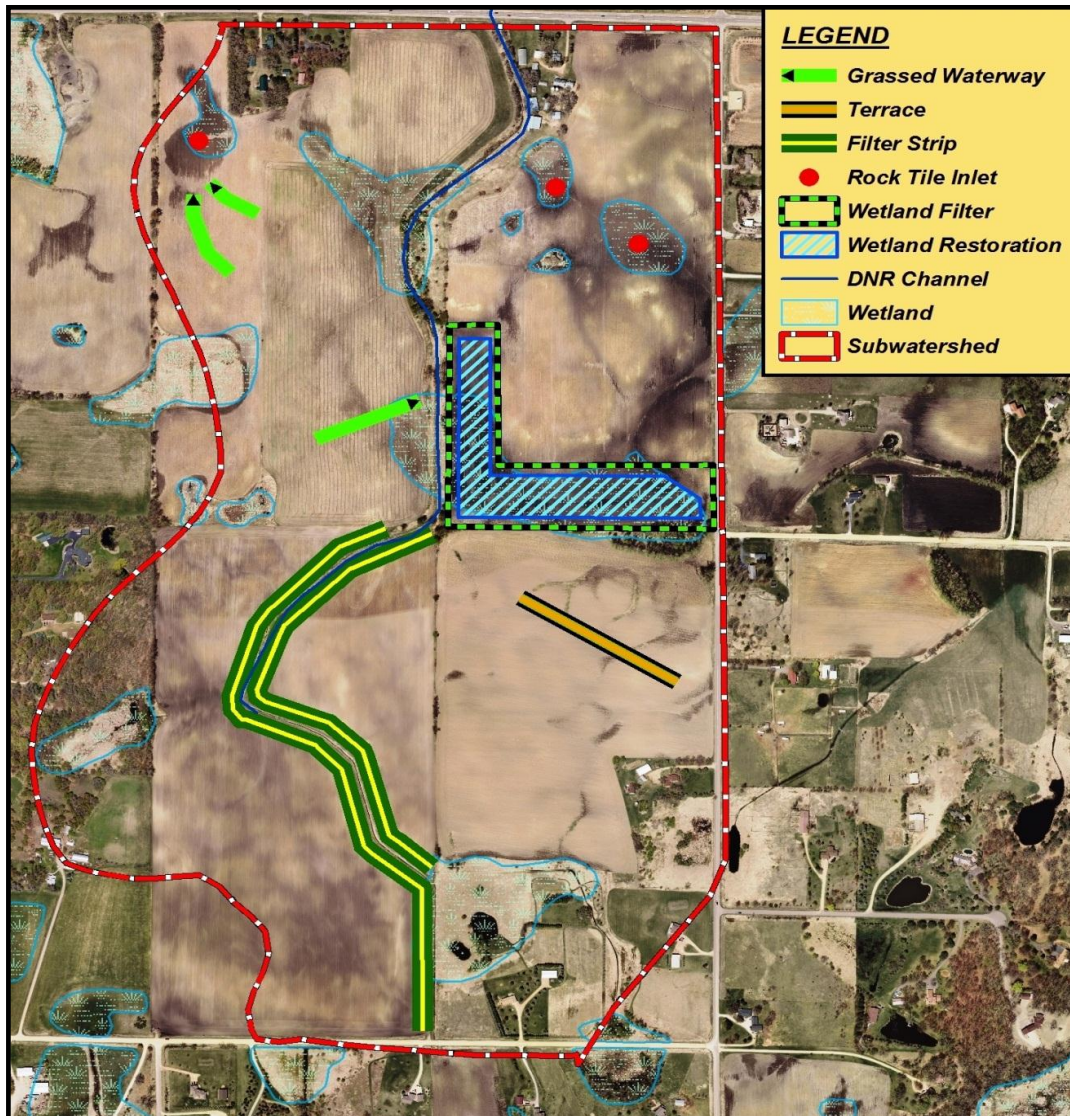 LEGEND
Grassed Waterway
Terrace
Filter Strip
Rock Tile Inlet
Wetland Filter
Wetland Restoration
DNR Channel
Wetland
Subwatershed